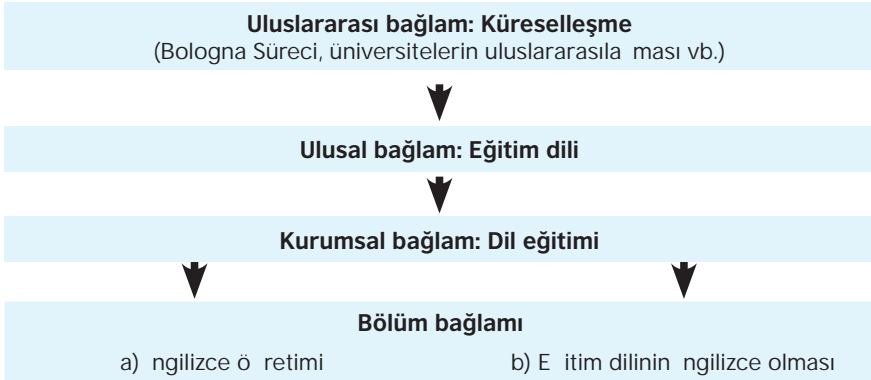 Uluslararası bağlam: Küreselleşme
(Bologna Süreci, üniversitelerin uluslararasıla ması vb.)
Ulusal bağlam: Eğitim dili
Kurumsal bağlam: Dil eğitimi
Bölüm bağlamı
a) ngilizce ö retimi
b) E itim dilinin ngilizce olması